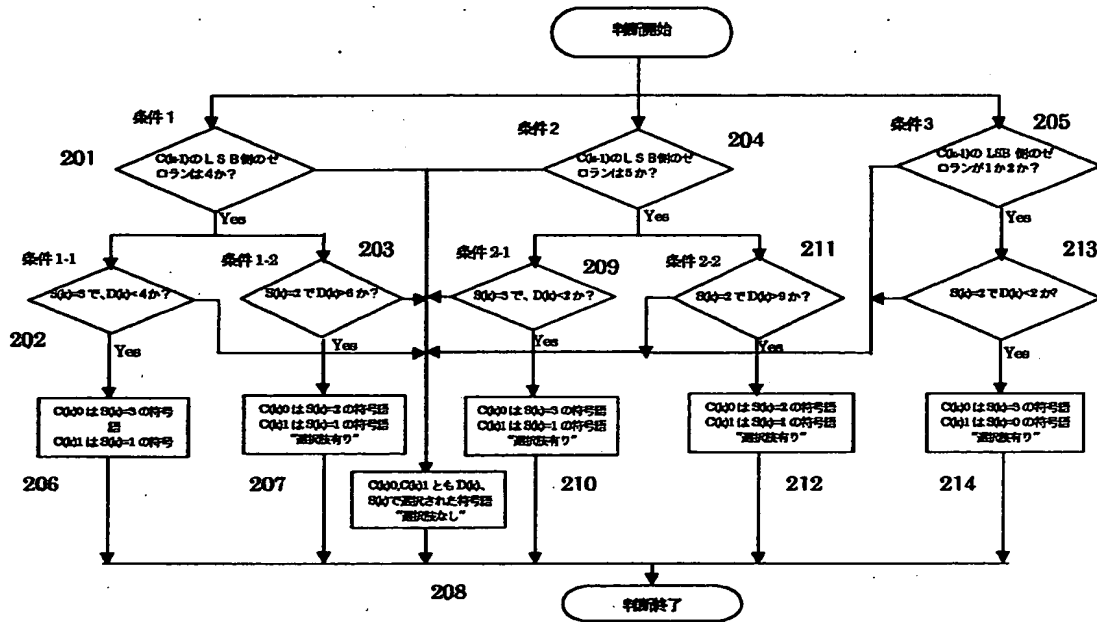 判断開始
条件1
201
C(k-1)のLSB側のゼ
ロランは4か?
条件2
204
C(k-1)のLSB側のゼ
ロランは5か?
条件3
205
C(k-1)の LSB 側のゼ
ロランが1か2か?
Yes
Yes
Yes
条件1-1
条件1-2
203
条件2-1
209
条件2-2
211
213
S(k)=3で、D(k)<4か?
S(k)=2でD(k)>6か?
S(k)=3で、D(k)<2か?
S(k)=2でD(k)>9か?
S(k)=2でD(k)<2か?
202
Yes
Yes
Yes
Yes
Yes
C(k)0はS(k)=3の符号
語
C(k)1はS(k)=1の符号
C(k)0はS(k)=2の符号語
C(k)1はS(k)=1の符号語
"選択肢有り"
C(k)0はS(k)=3の符号語
C(k)1はS(k)=1の符号語
"選択肢有り"
C(k)0はS(k)=2の符号語
C(k)1はS(k)=1の符号語
"選択肢有り"
C(k)0はS(k)=3の符号語
C(k)1はS(k)=0の符号語
"選択肢有り"
206
207
C(k)0,C(k)1ともD(k)、
S(k)で選択された符号語
"選択肢なし"
210
212
214
208
判断終了